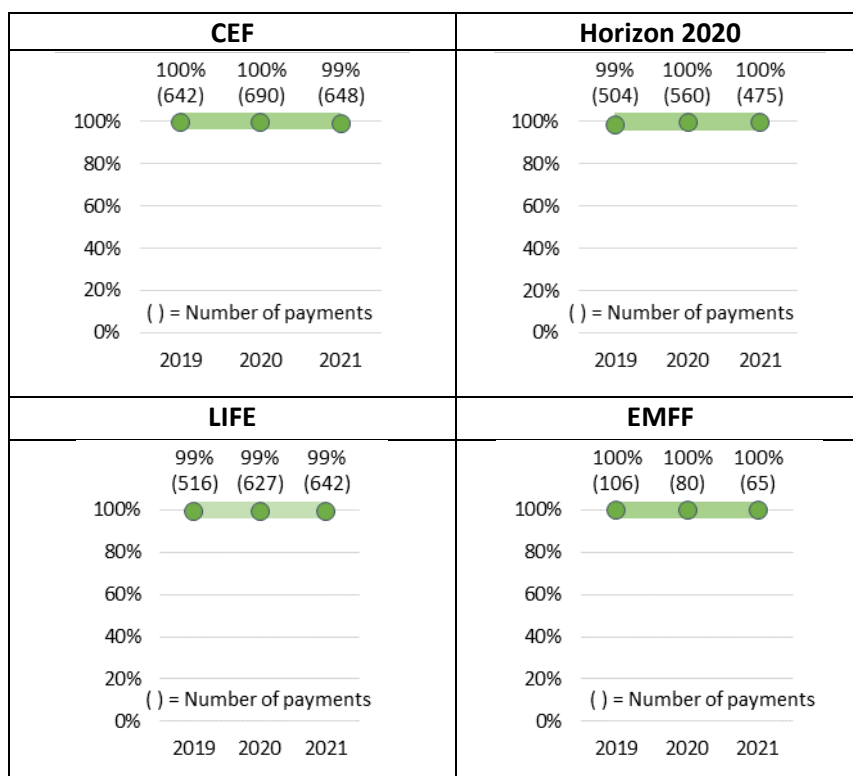 CEF
100% 100% 99%
(642) (690) (648)
100%
80%
60%
40%
20%
( ) = Number of payments
0%
2019 2020 2021
Horizon 2020
99% 100% 100%
(504) (560) (475)
100%
80%
60%
40%
20%
( ) = Number of payments
0%
2019 2020 2021
LIFE
99% 99% 99%
(516) (627) (642)
100%
80%
60%
40%
20%
( ) = Number of payments
0%
2019 2020 2021
EMFF
100% 100% 100%
(106) (80) (65)
100%
80%
60%
40%
20%
( ) = Number of payments
0%
2019 2020 2021